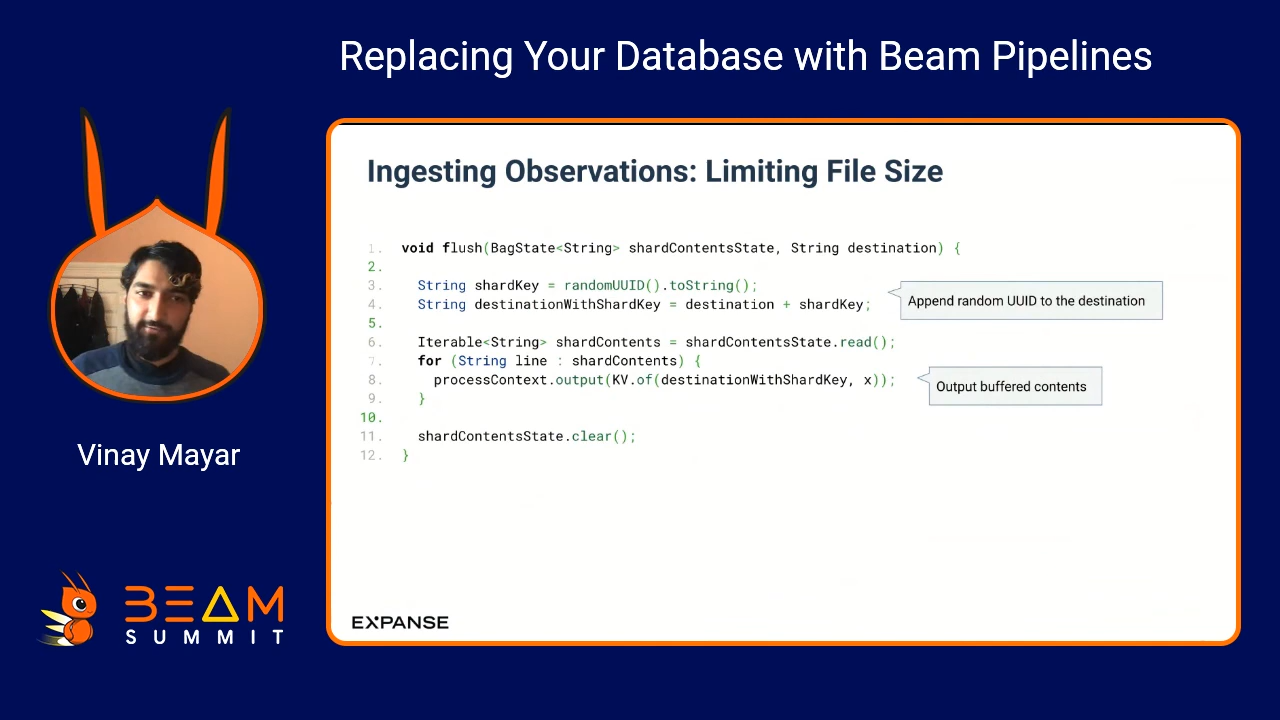 Replacing Your Database with Beam Pipelines
Ingesting Observations: Limiting File Size
1. void flush(BagState<String> shardContentsState, String destination) {
2.
3. String shardKey = randomUUID().toString();
4. String destinationWithShardKey = destination + shardKey;
Append random UUID to the destination
5.
6. Iterable<String> shardContents = shardContentsState.read();
7. for (String line : shardContents) {
8. processContext.output(KV.of(destinationWithShardKey, x));
Output buffered contents
9. }
10.
11. shardContentsState.clear();
12. }
EXPANSE
Vinay Mayar
BEAM
SUMMIT